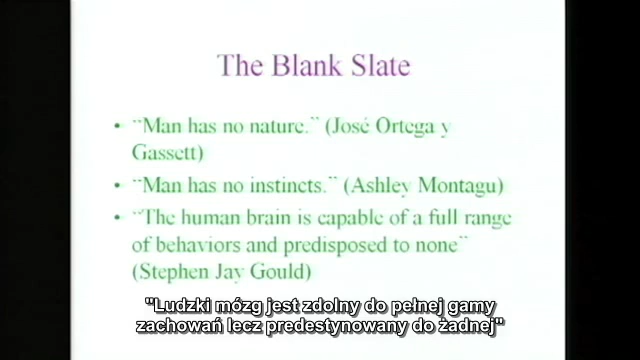 The Blank Slate
• "Man has no nature." (José Ortega y
Gassett)
• "Man has no instincts." (Ashley Montagu)
• "The human brain is capable of a full range
of behaviors and predisposed to none"
(Stephen Jay Gould)
"Ludzki mózg jest zdolny do pełnej gamy
zachowań lecz predestynowany do żadnej"